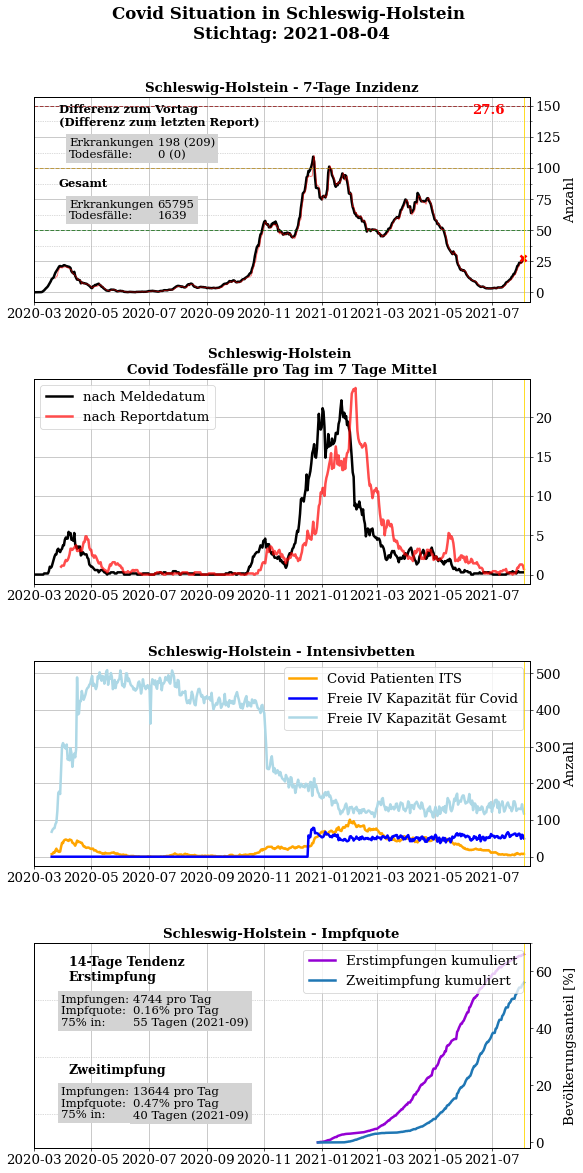 Covid Situation in Schleswig-Holstein
Stichtag: 2021-08-04
Schleswig-Holstein - 7-Tage Inzidenz
Differenz zum Vortag
(Differenz zum letzten Report)
Erkrankungen 198 (209)
Todesfälle: 0 (0)
Gesamt
Erkrankungen 65795
Todesfälle: 1639
27.6
150
125
100
75
50
25
0
Anzahl
2020-03 2020-05 2020-07 2020-09 2020-11 2021-01 2021-03 2021-05 2021-07
Schleswig-Holstein
Covid Todesfälle pro Tag im 7 Tage Mittel
nach Meldedatum
nach Reportdatum
20
15
10
5
0
2020-03 2020-05 2020-07 2020-09 2020-11 2021-01 2021-03 2021-05 2021-07
Schleswig-Holstein - Intensivbetten
Covid Patienten ITS
Freie IV Kapazität für Covid
Freie IV Kapazität Gesamt
500
400
300
200
100
0
Anzahl
2020-03 2020-05 2020-07 2020-09 2020-11 2021-01 2021-03 2021-05 2021-07
Schleswig-Holstein - Impfquote
14-Tage Tendenz
Erstimpfung
Impfungen: 4744 pro Tag
Impfquote: 0.16% pro Tag
75% in: 55 Tagen (2021-09)
Zweitimpfung
Impfungen: 13644 pro Tag
Impfquote: 0.47% pro Tag
75% in: 40 Tagen (2021-09)
Erstimpfungen kumuliert
Zweitimpfung kumuliert
60
40
20
0
Bevölkerungsanteil [%]
2020-03 2020-05 2020-07 2020-09 2020-11 2021-01 2021-03 2021-05 2021-07